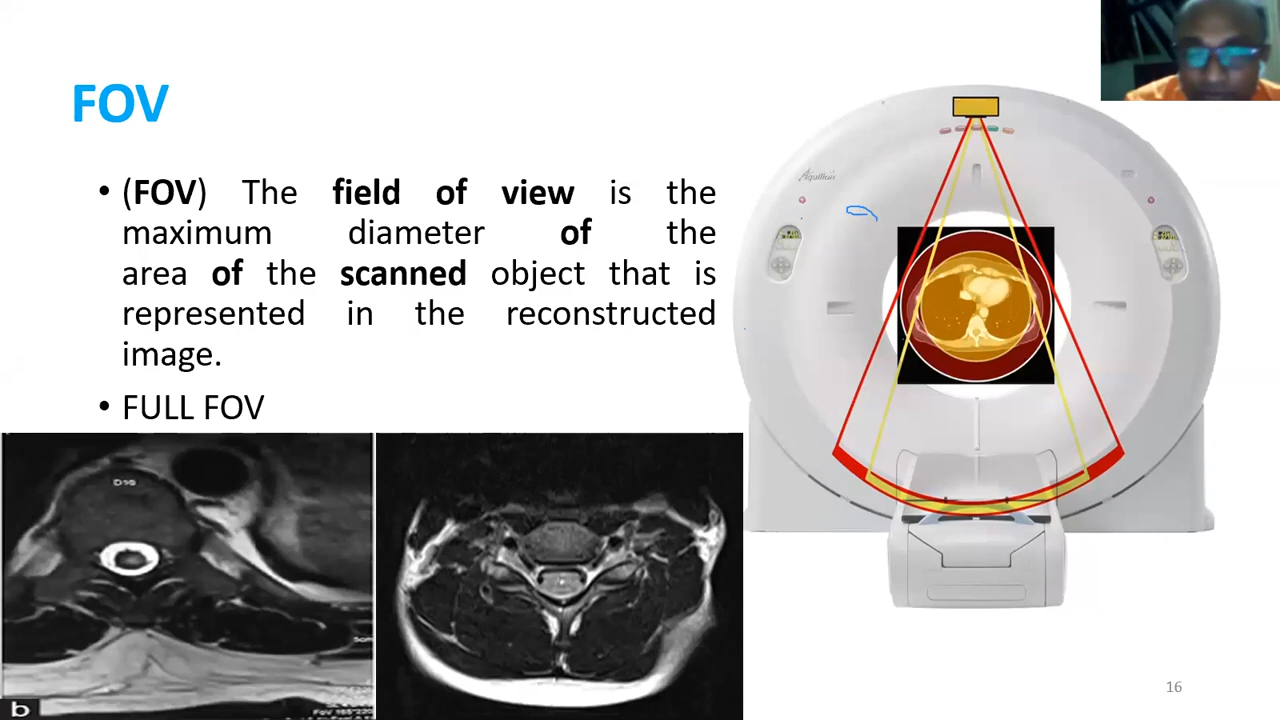 FOV
• (FOV) The field of view is the
maximum diameter of the
area of the scanned object that is
represented in the reconstructed
image.
• FULL FOV
Aquilion
b
16